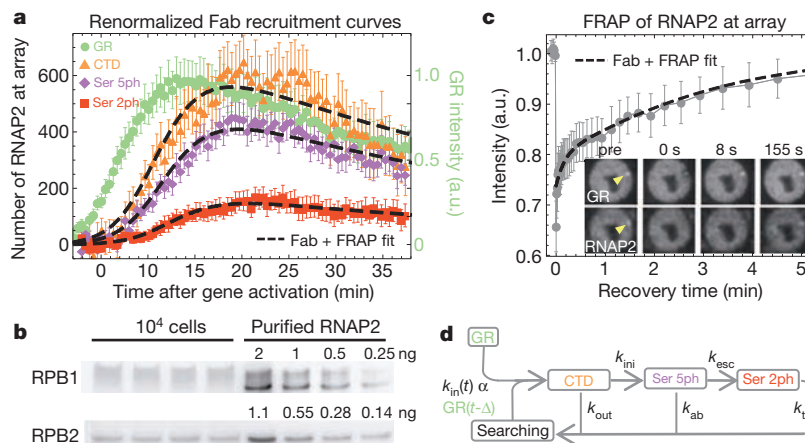 a
Renormalized Fab recruitment curves
GR
CTD
Ser 5ph
Ser 2ph
Number of RNAP2 at array
600
400
200
0
GR intensity (a.u.)
1.0
0.5
0
Fab + FRAP fit
0 10 20 25 30 35
Time after gene activation (min)
b
10⁴ cells
Purified RNAP2
2 1 0.5 0.25 ng
RPB1
1.1 0.55 0.28 0.14 ng
RPB2
c
FRAP of RNAP2 at array
Fab + FRAP fit
Intensity (a.u.)
1.0
0.9
0.8
0.7
0.6
pre 0 s 8 s 155 s
GR
RNAP2
0 1 2 3 4 5
Recovery time (min)
d
GR
k_ini
k_esc
CTD
Ser 5ph
Ser 2ph
k_in(t) α
GR(t-Δ)
k_out
k_ab
k_t
Searching